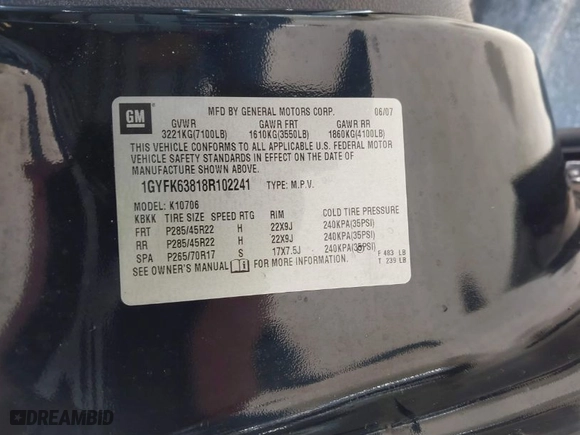 GM
MFD BY GENERAL MOTORS CORP. 06/07
GVWR GAWR FRT GAWR RR
3221KG(7100LB) 1610KG(3550LB) 1860KG(4100LB)
THIS VEHICLE CONFORMS TO ALL APPLICABLE U.S. FEDERAL MOTOR
VEHICLE SAFETY STANDARDS IN EFFECT ON THE DATE OF
MANUFACTURE SHOWN ABOVE.
1GYFK63818R102241 TYPE: M.P.V.
MODEL: K10706
KBKK TIRE SIZE SPEED RTG RIM COLD TIRE PRESSURE
FRT P285/45R22 H 22X9J 240KPA(35PSI)
RR P285/45R22 H 22X9J 240KPA(35PSI)
SPA P265/70R17 S 17X7.5J 240KPA(35PSI)
SEE OWNER'S MANUAL FOR MORE INFORMATION.
F 483 LB
T 239 LB
DREAMBID